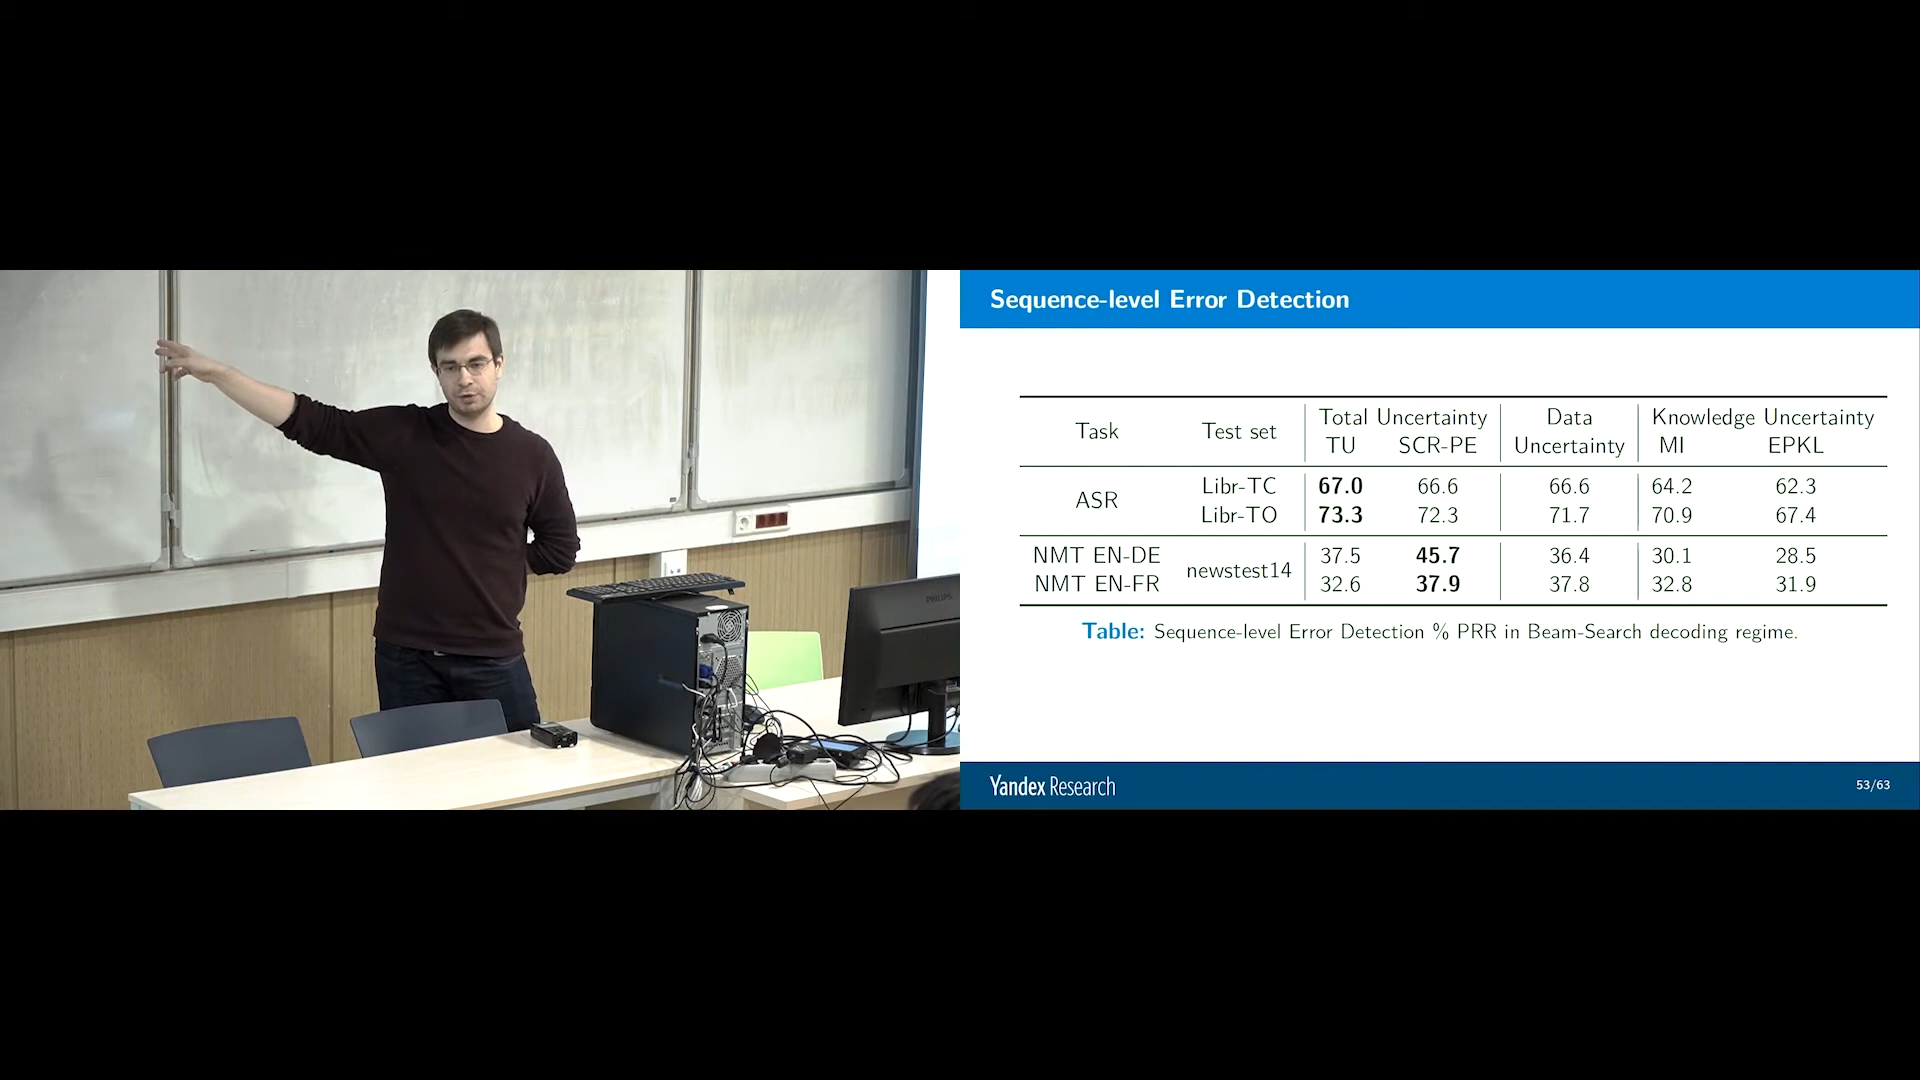 Sequence-level Error Detection
Task Test set Total Uncertainty Data Knowledge Uncertainty
TU SCR-PE Uncertainty MI EPKL
ASR Libr-TC 67.0 66.6 66.6 64.2 62.3
Libr-TO 73.3 72.3 71.7 70.9 67.4
NMT EN-DE newstest14 37.5 45.7 36.4 30.1 28.5
NMT EN-FR 32.6 37.9 37.8 32.8 31.9
Table: Sequence-level Error Detection % PRR in Beam-Search decoding regime.
Yandex Research
53/63
PHILIPS